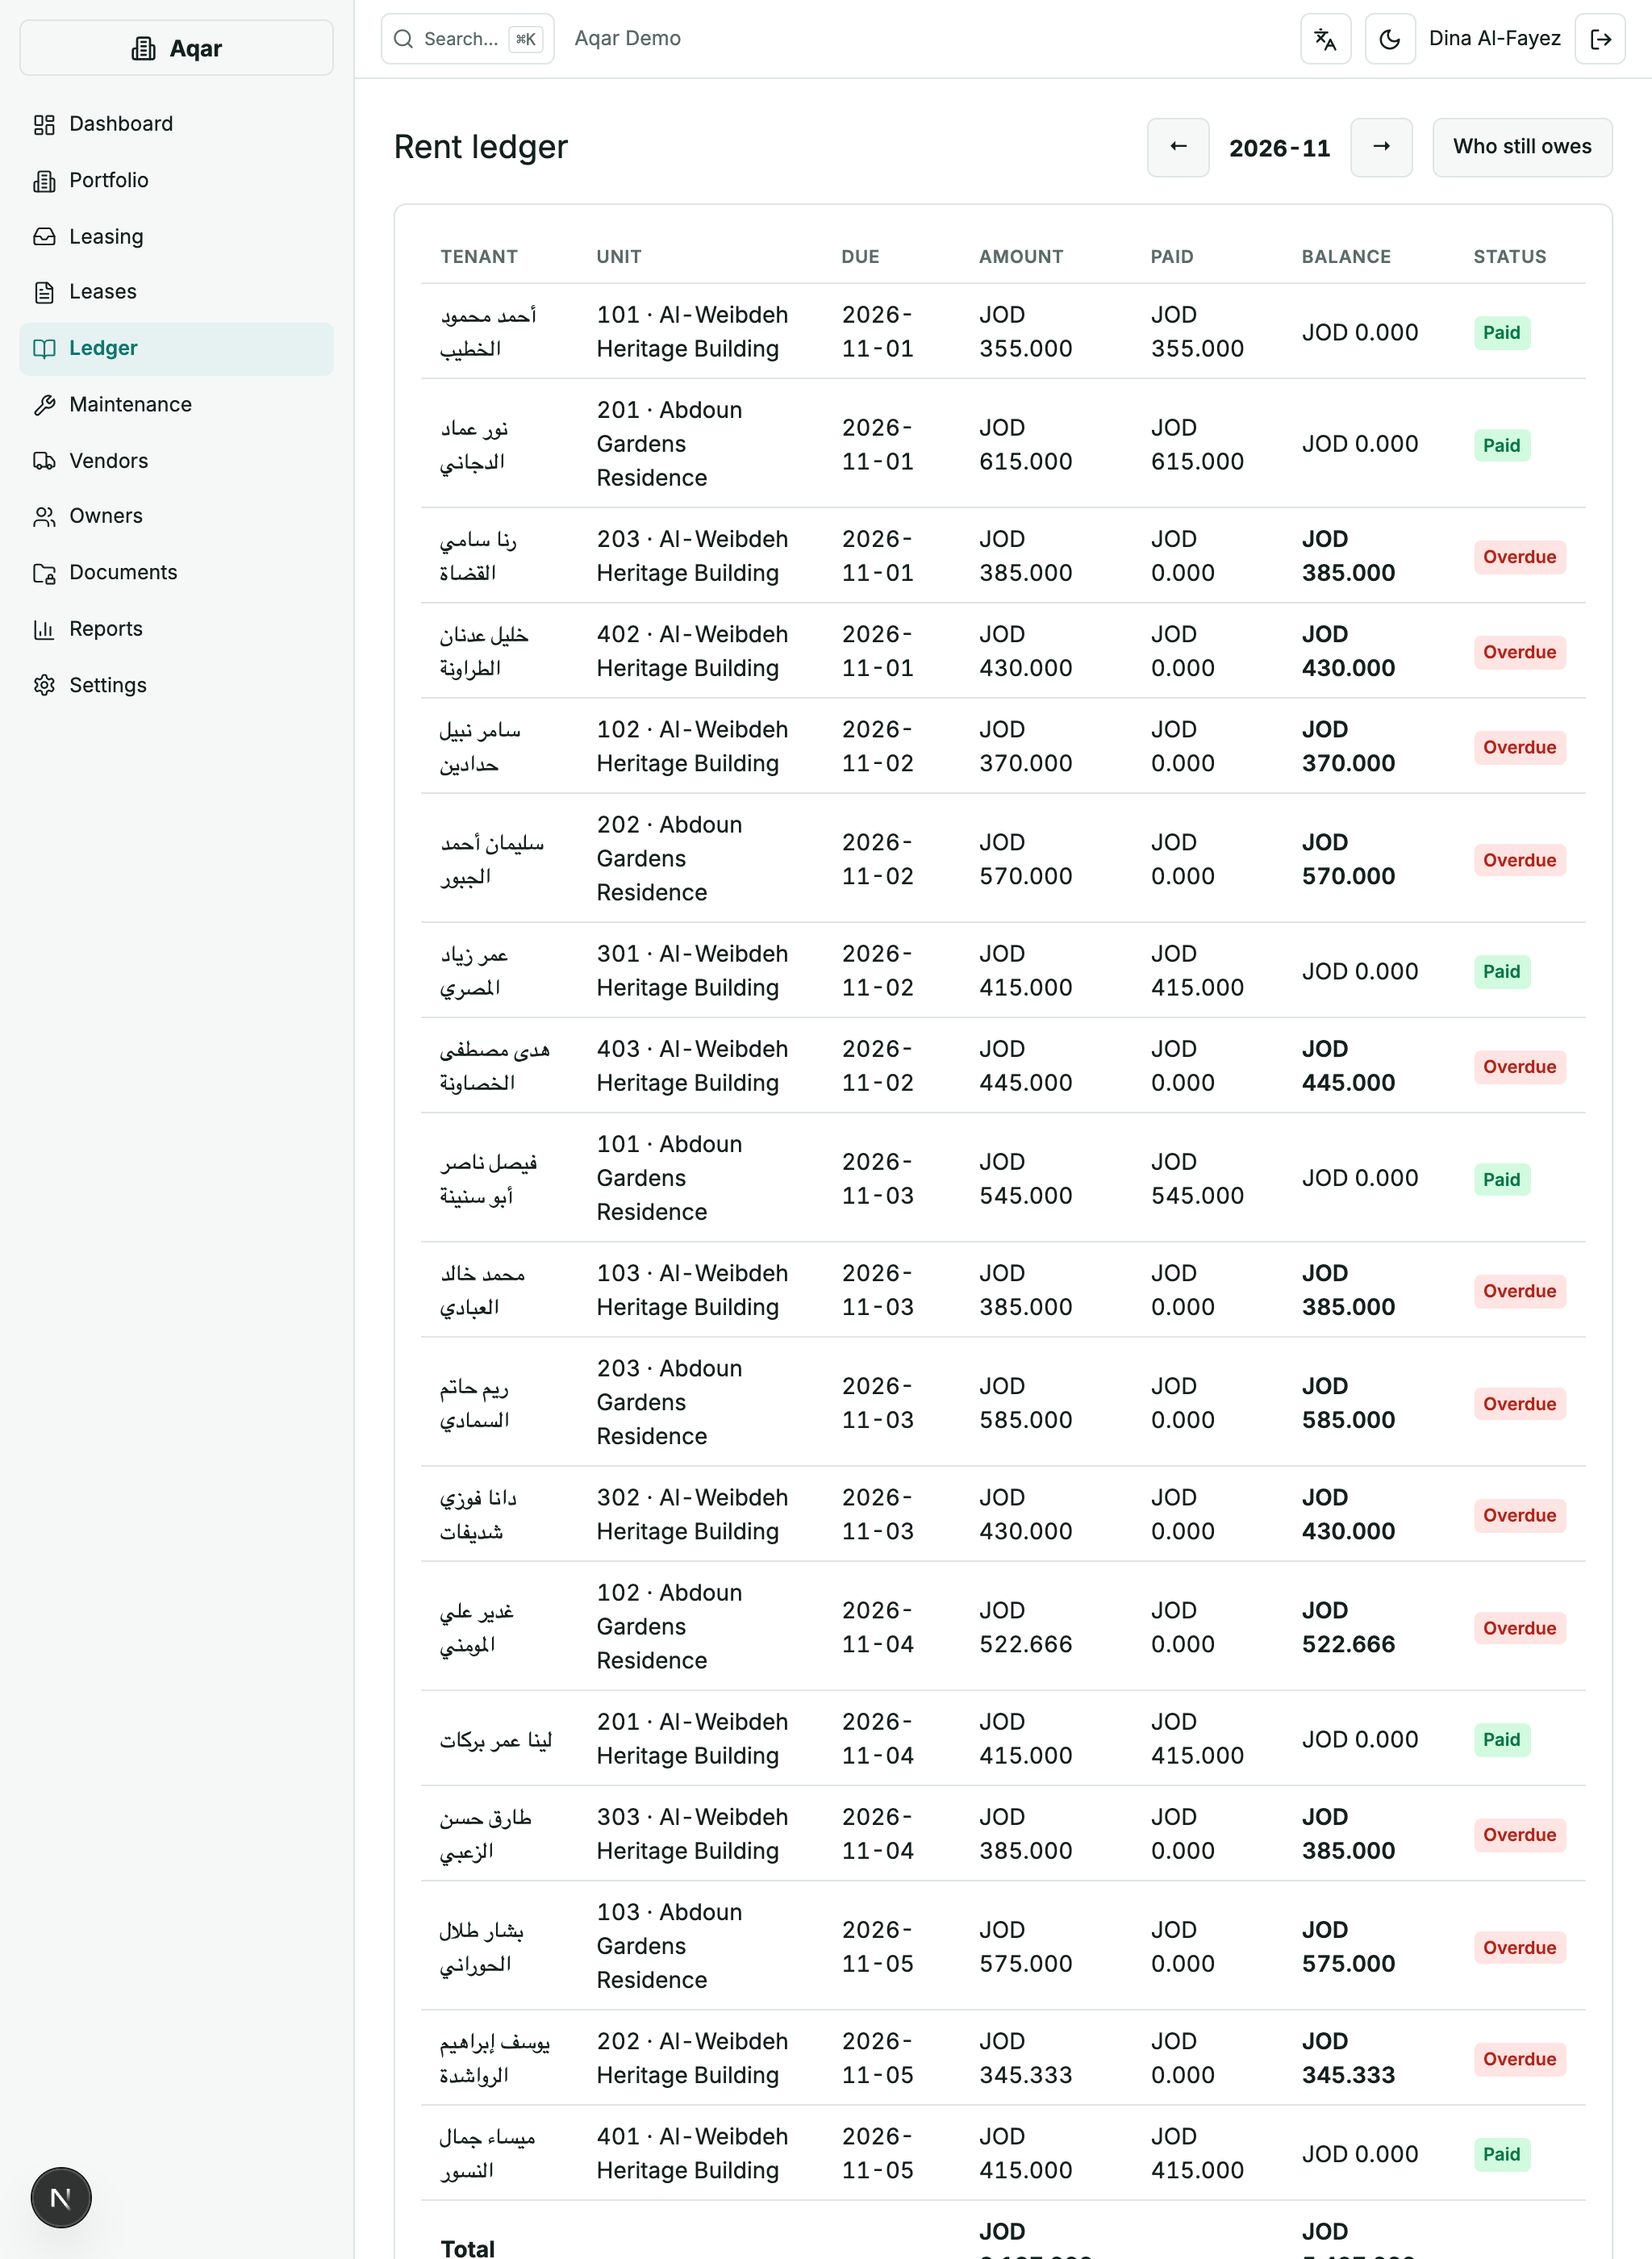 Aqar
Dashboard
Portfolio
Leasing
Leases
Ledger
Maintenance
Vendors
Owners
Documents
Reports
Settings
Search... ⌘K Aqar Demo Dina Al-Fayez
Rent ledger ← 2026-11 → Who still owes
TENANT UNIT DUE AMOUNT PAID BALANCE STATUS
أحمد محمود الخطيب 101 · Al-Weibdeh Heritage Building 2026-11-01 JOD 355.000 JOD 355.000 JOD 0.000 Paid
نور عماد الدجاني 201 · Abdoun Gardens Residence 2026-11-01 JOD 615.000 JOD 615.000 JOD 0.000 Paid
رنا سامي القضاة 203 · Al-Weibdeh Heritage Building 2026-11-01 JOD 385.000 JOD 0.000 JOD 385.000 Overdue
خليل عدنان الطراونة 402 · Al-Weibdeh Heritage Building 2026-11-01 JOD 430.000 JOD 0.000 JOD 430.000 Overdue
سامر نبيل حدادين 102 · Al-Weibdeh Heritage Building 2026-11-02 JOD 370.000 JOD 0.000 JOD 370.000 Overdue
سليمان أحمد الجبور 202 · Abdoun Gardens Residence 2026-11-02 JOD 570.000 JOD 0.000 JOD 570.000 Overdue
عمر زياد المصري 301 · Al-Weibdeh Heritage Building 2026-11-02 JOD 415.000 JOD 415.000 JOD 0.000 Paid
هدى مصطفى الخصاونة 403 · Al-Weibdeh Heritage Building 2026-11-02 JOD 445.000 JOD 0.000 JOD 445.000 Overdue
فيصل ناصر أبو سنينة 101 · Abdoun Gardens Residence 2026-11-03 JOD 545.000 JOD 545.000 JOD 0.000 Paid
محمد خالد العبادي 103 · Al-Weibdeh Heritage Building 2026-11-03 JOD 385.000 JOD 0.000 JOD 385.000 Overdue
ريم حاتم السمادي 203 · Abdoun Gardens Residence 2026-11-03 JOD 585.000 JOD 0.000 JOD 585.000 Overdue
دانا فوزي شديفات 302 · Al-Weibdeh Heritage Building 2026-11-03 JOD 430.000 JOD 0.000 JOD 430.000 Overdue
غدير علي المومني 102 · Abdoun Gardens Residence 2026-11-04 JOD 522.666 JOD 0.000 JOD 522.666 Overdue
لينا عمر بركات 201 · Al-Weibdeh Heritage Building 2026-11-04 JOD 415.000 JOD 415.000 JOD 0.000 Paid
طارق حسن الزعبي 303 · Al-Weibdeh Heritage Building 2026-11-04 JOD 385.000 JOD 0.000 JOD 385.000 Overdue
بشار طلال الحوراني 103 · Abdoun Gardens Residence 2026-11-05 JOD 575.000 JOD 0.000 JOD 575.000 Overdue
يوسف إبراهيم الرواشدة 202 · Al-Weibdeh Heritage Building 2026-11-05 JOD 345.333 JOD 0.000 JOD 345.333 Overdue
ميساء جمال النسور 401 · Al-Weibdeh Heritage Building 2026-11-05 JOD 415.000 JOD 415.000 JOD 0.000 Paid
Total JOD JOD
N